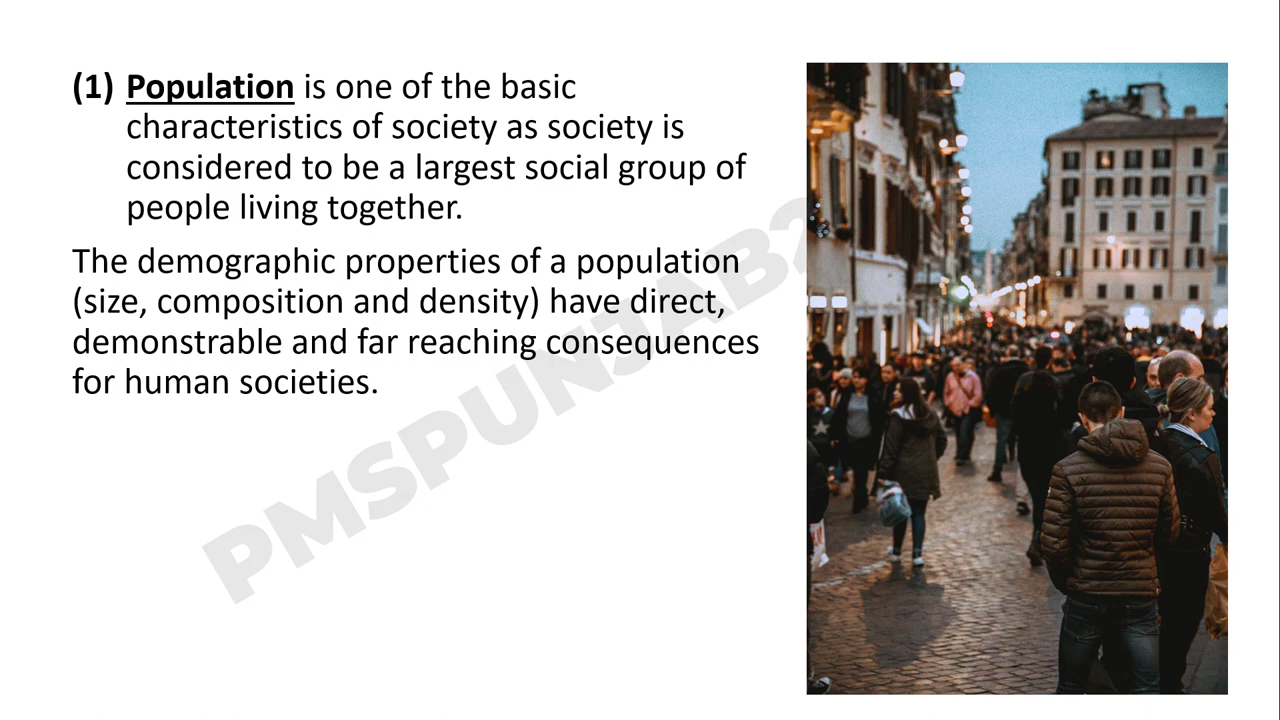 (1) Population is one of the basic
characteristics of society as society is
considered to be a largest social group of
people living together.
The demographic properties of a population
(size, composition and density) have direct,
demonstrable and far reaching consequences
for human societies.
PMSPUNJAB2